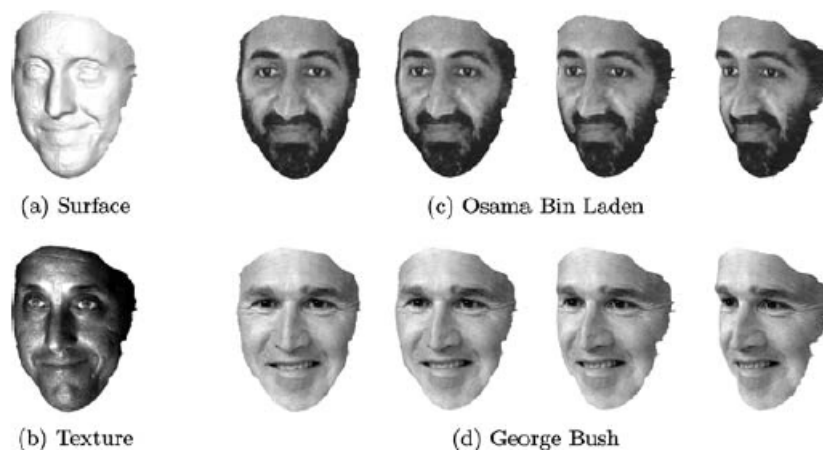 (a) Surface
(c) Osama Bin Laden
(b) Texture
(d) George Bush